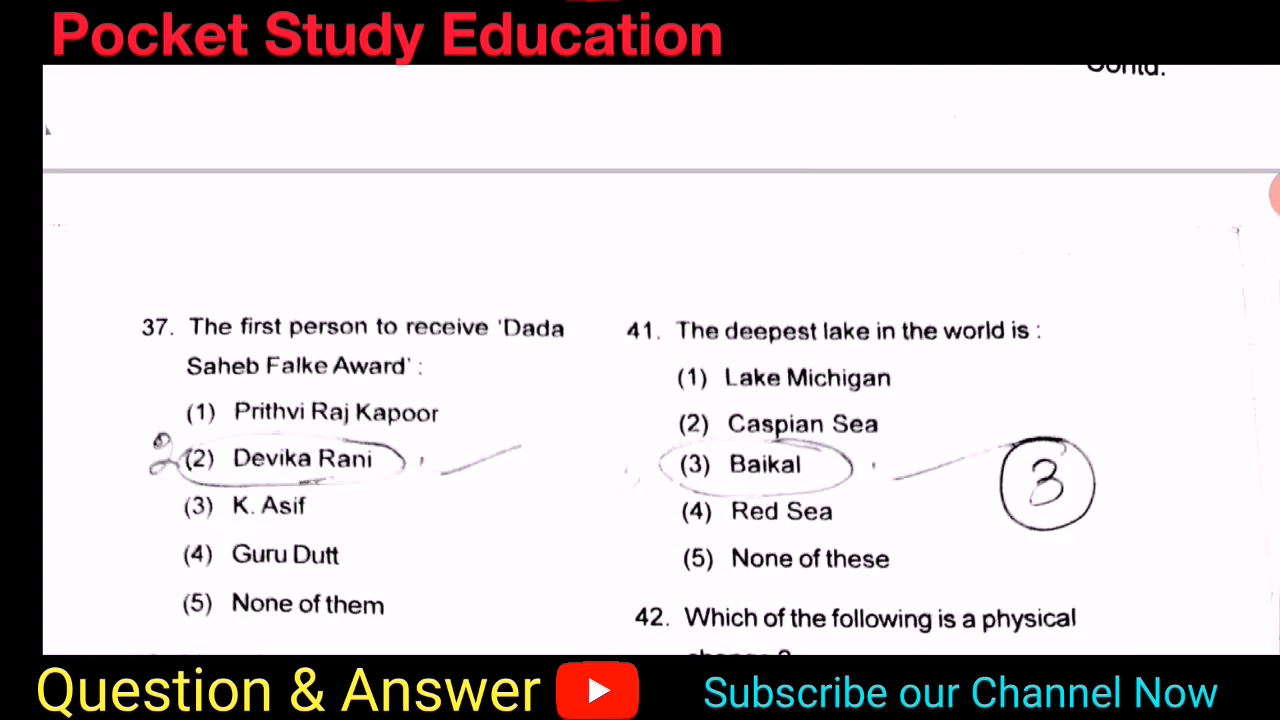 Pocket Study Education
Contd.
37. The first person to receive 'Dada
Saheb Falke Award' :
(1) Prithvi Raj Kapoor
2 (2) Devika Rani
(3) K. Asif
(4) Guru Dutt
(5) None of them
41. The deepest lake in the world is :
(1) Lake Michigan
(2) Caspian Sea
(3) Baikal
3
(4) Red Sea
(5) None of these
42. Which of the following is a physical
change ?
Question & Answer
Subscribe our Channel Now